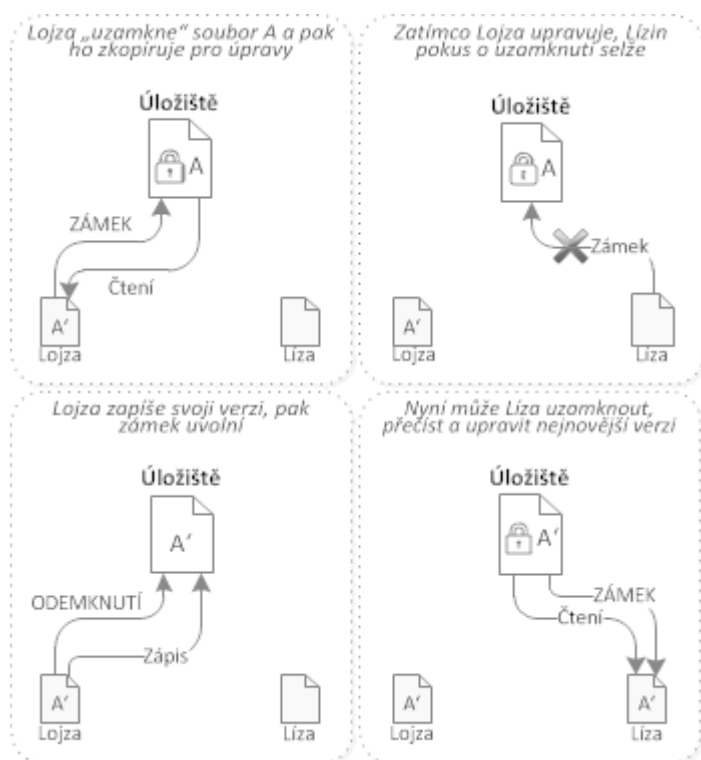 Lojza „uzamkne“ soubor A a pak
ho zkopíruje pro úpravy
Úložiště
A
ZÁMEK
Čtení
A′
Lojza
Líza
Zatímco Lojza upravuje, Lízin
pokus o uzamknutí selže
Úložiště
A
Zámek
A′
Lojza
Líza
Lojza zapíše svoji verzi, pak
zámek uvolní
Úložiště
A′
ODEMKNUTÍ
Zápis
A′
Lojza
Líza
Nyní může Líza uzamknout,
přečíst a upravit nejnovější verzi
Úložiště
A′
ZÁMEK
Čtení
A′
Lojza
A′
Líza